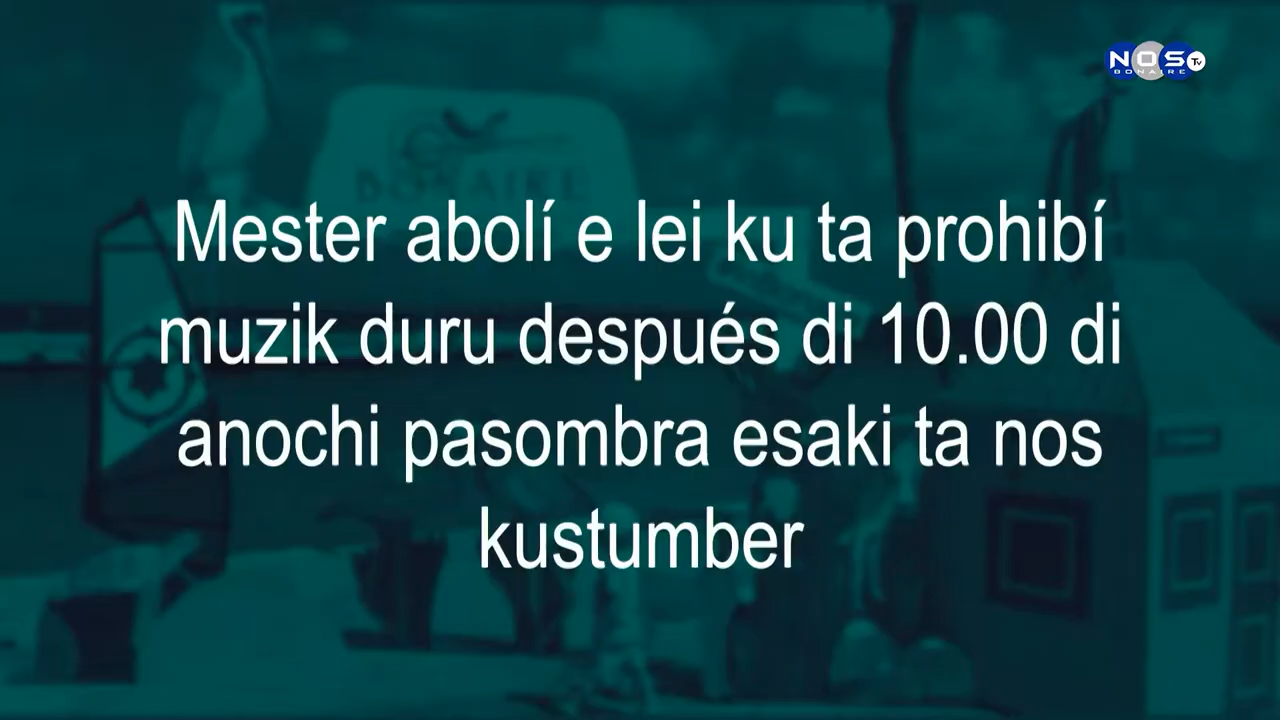 NOS TV
BONAIRE
BONAIRE
Mester abolí e lei ku ta prohibí
muzik duru después di 10.00 di
anochi pasombra esaki ta nos
kustumber